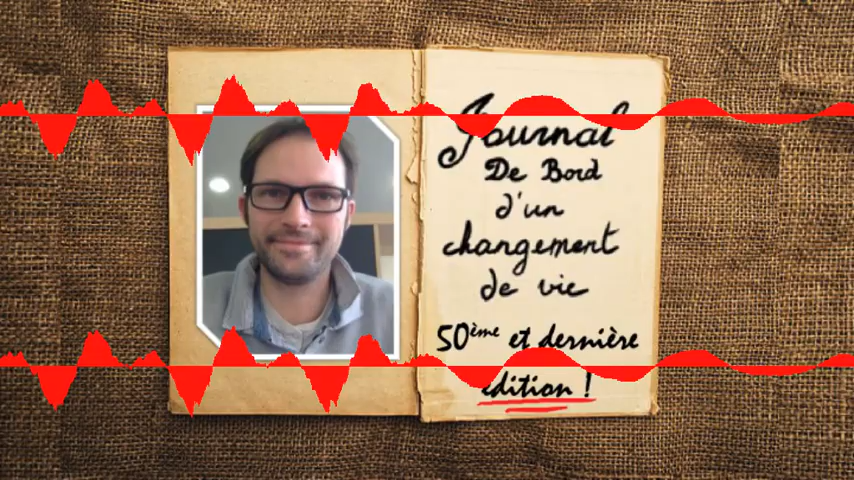 Journal
De Bord
d'un
changement
de vie
50ème et dernière
édition !